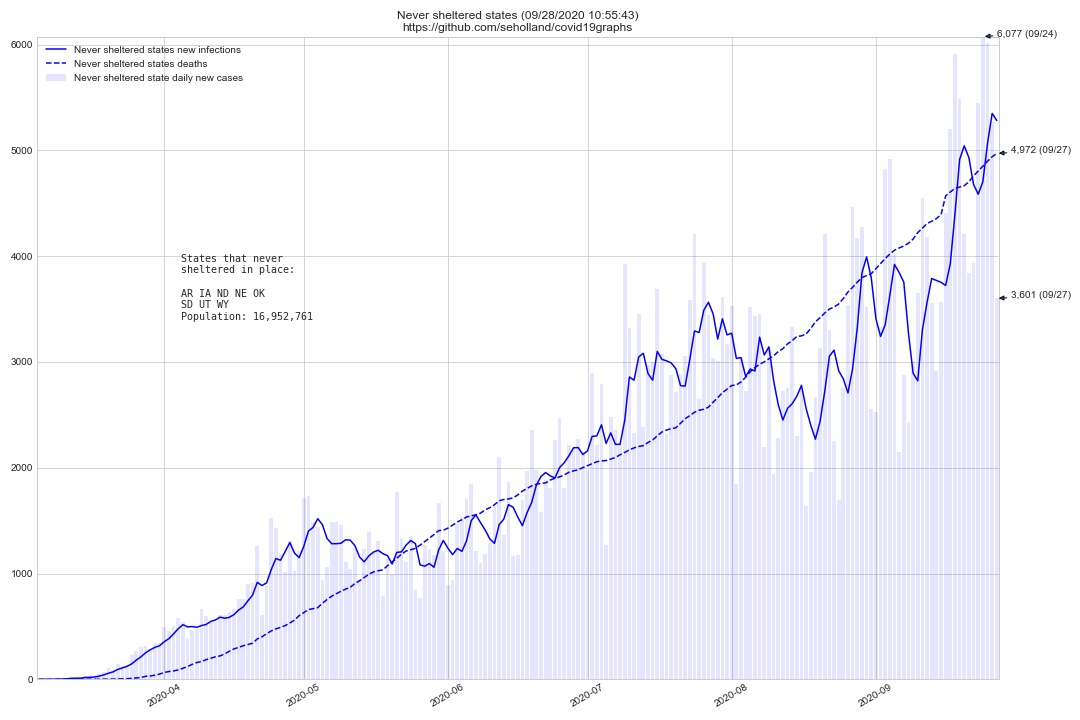 Never sheltered states (09/28/2020 10:55:43)
https://github.com/seholland/covid19graphs
6,077 (09/24)
6000
Never sheltered states new infections
Never sheltered states deaths
Never sheltered state daily new cases
5000
4,972 (09/27)
States that never
sheltered in place:
AR IA ND NE OK
SD UT WY
Population: 16,952,761
4000
3,601 (09/27)
3000
2000
1000
0
2020-04
2020-05
2020-06
2020-07
2020-08
2020-09